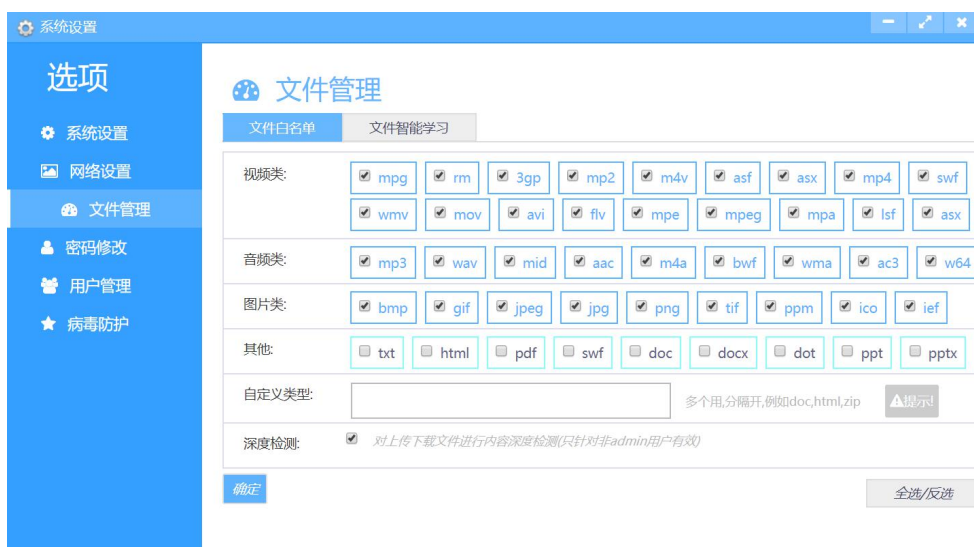 系统设置
选项
系统设置
网络设置
文件管理
密码修改
用户管理
病毒防护
文件管理
文件白名单 文件智能学习
视频类: mpg rm 3gp mp2 m4v asf asx mp4 swf
wmv mov avi flv mpe mpeg mpa lsf asx
音频类: mp3 wav mid aac m4a bwf wma ac3 w64
图片类: bmp gif jpeg jpg png tif ppm ico ief
其他: txt html pdf swf doc docx dot ppt pptx
自定义类型: 多个用,分隔开,例如doc,html,zip 提示!
深度检测: 对上传下载文件进行内容深度检测(只针对非admin用户有效)
确定
全选/反选